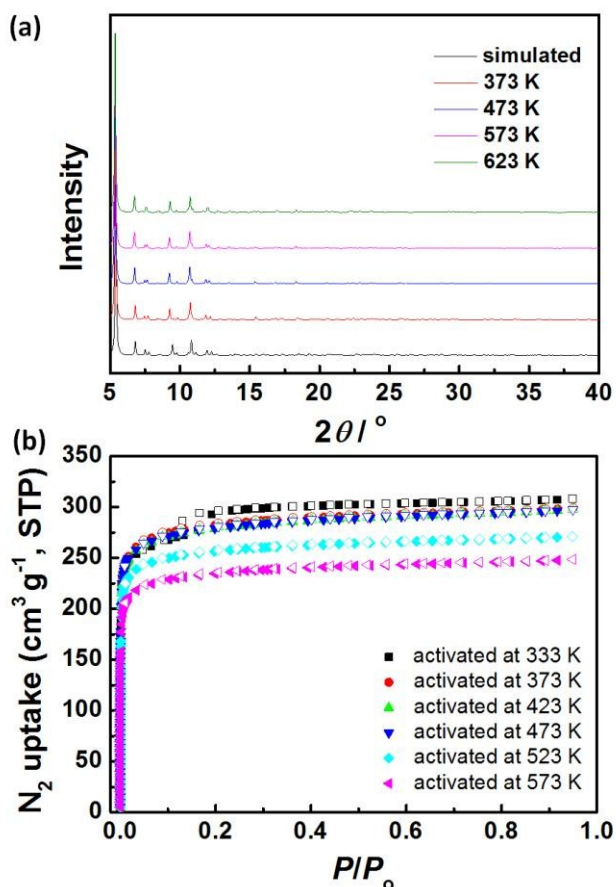 (a)
simulated
373 K
473 K
573 K
623 K
Intensity
5 10 15 20 25 30 35 40
2θ / °
(b)
350
300
250
200
150
100
50
0
N₂ uptake (cm³ g⁻¹, STP)
activated at 333 K
activated at 373 K
activated at 423 K
activated at 473 K
activated at 523 K
activated at 573 K
0.0 0.2 0.4 0.6 0.8 1.0
P/Pₒ